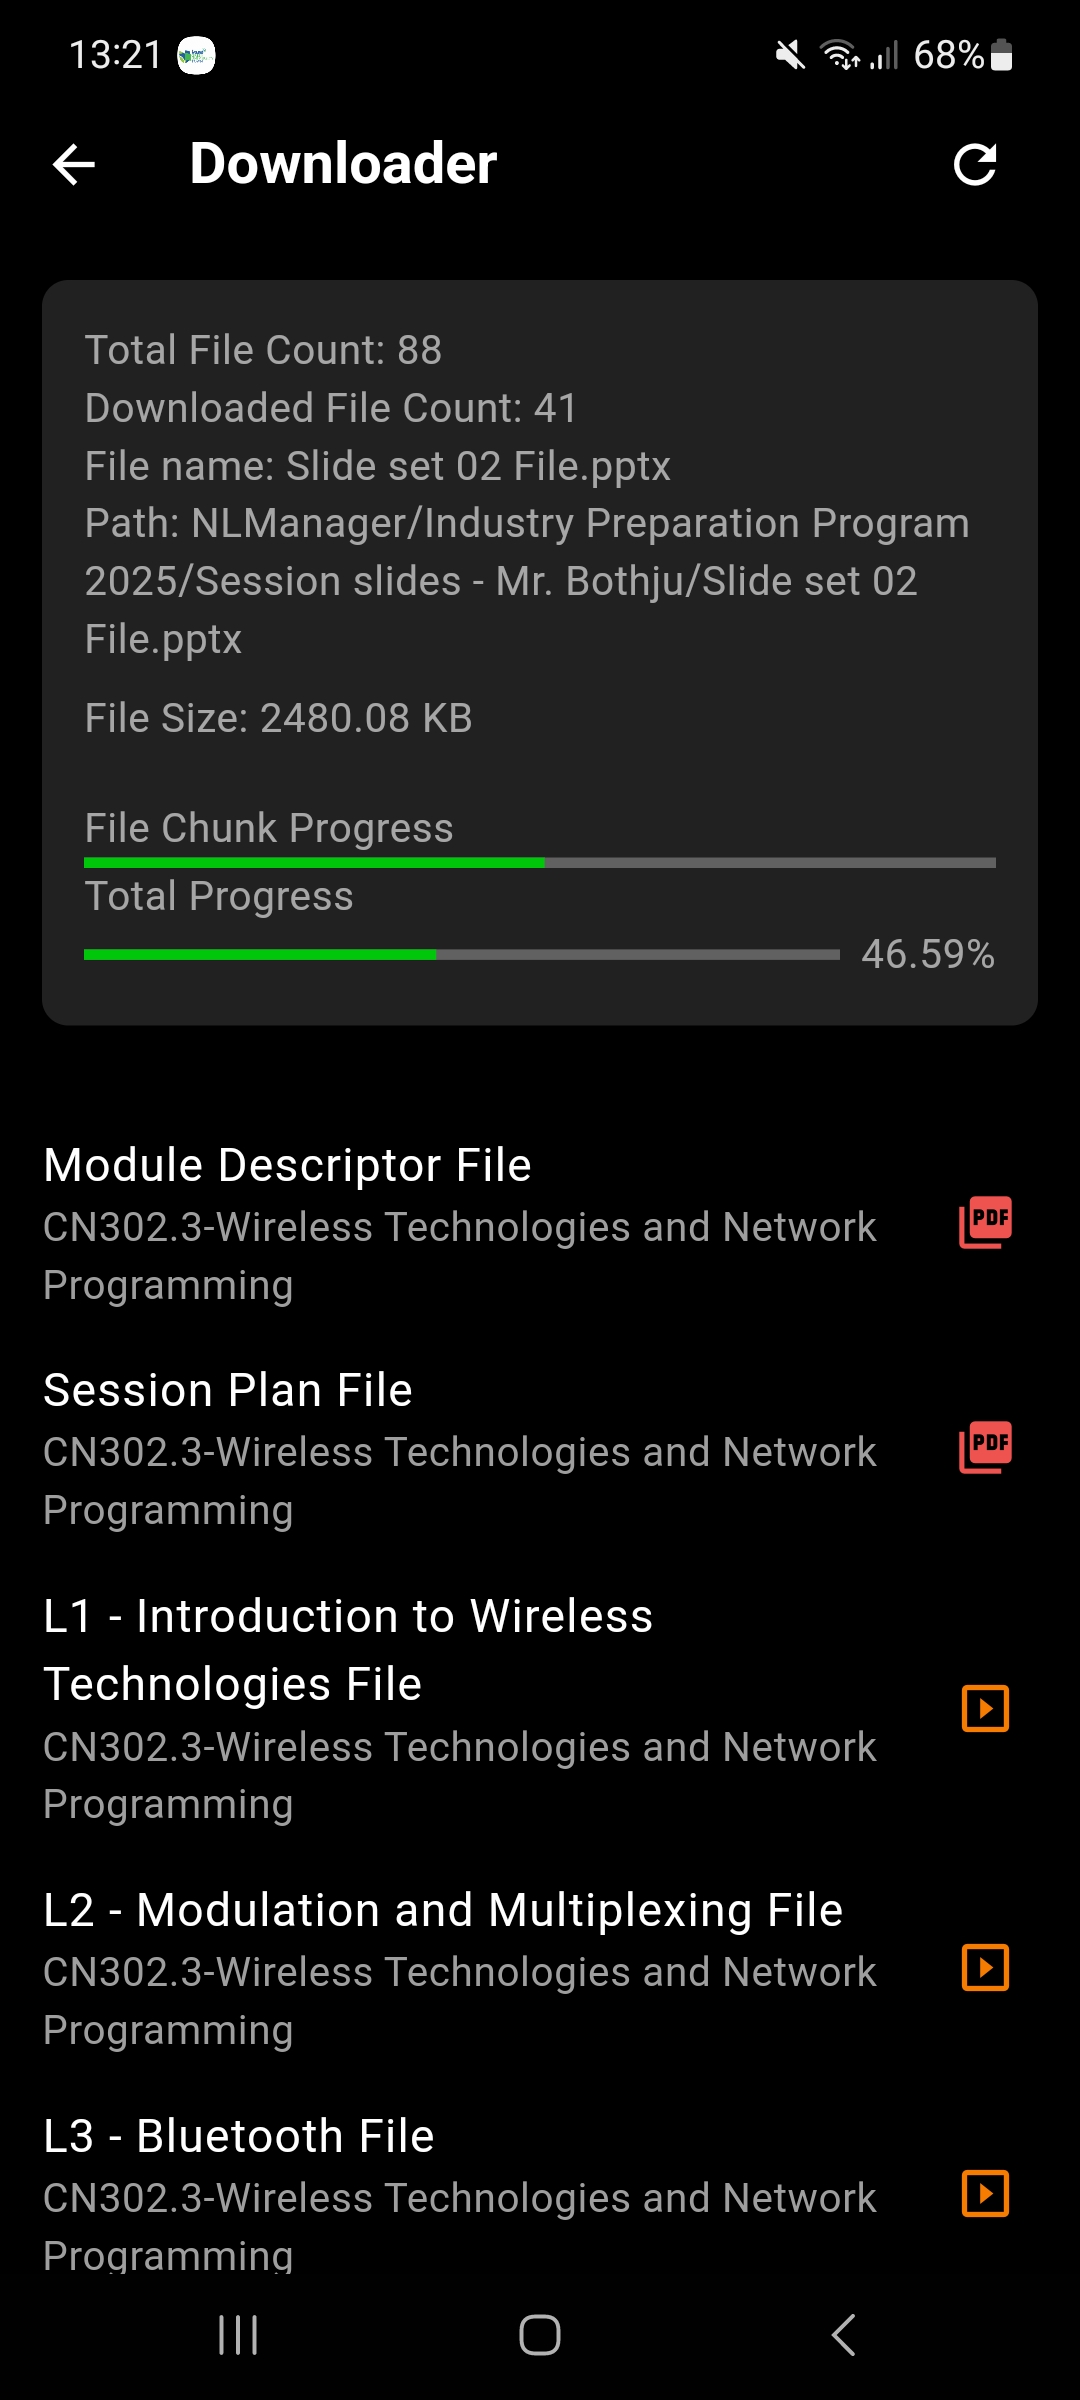 13:21
68%
Downloader
Total File Count: 88
Downloaded File Count: 41
File name: Slide set 02 File.pptx
Path: NLManager/Industry Preparation Program
2025/Session slides - Mr. Bothju/Slide set 02
File.pptx
File Size: 2480.08 KB
File Chunk Progress
Total Progress
46.59%
Module Descriptor File
CN302.3-Wireless Technologies and Network
Programming
PDF
Session Plan File
CN302.3-Wireless Technologies and Network
Programming
PDF
L1 - Introduction to Wireless
Technologies File
CN302.3-Wireless Technologies and Network
Programming
L2 - Modulation and Multiplexing File
CN302.3-Wireless Technologies and Network
Programming
L3 - Bluetooth File
CN302.3-Wireless Technologies and Network
Programming